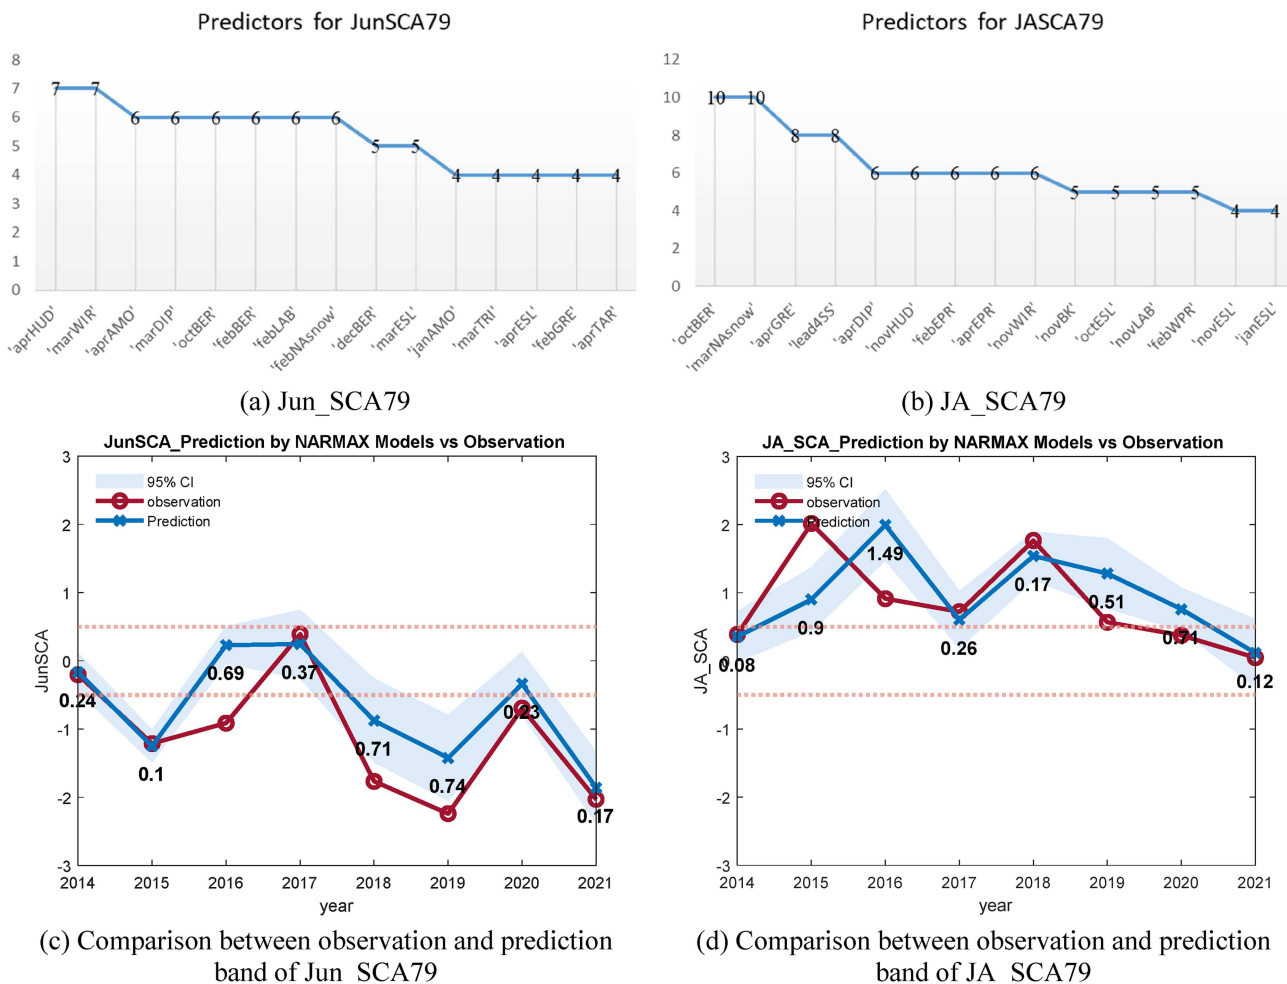 Predictors for JunSCA79
8
7
6
5
4
3
2
1
0
7 7 6 6 6 6 6 6 5 5 4 4 4 4 4
'aprHUD' 'marWIR' 'aprAMO' 'marDIP' 'octBER' 'febBER' 'febLAB' 'febNAsnow' 'decBER' 'marESL' 'janAMO' 'marTRI' 'aprESL' 'febGRE' 'aprTAR'
(a) Jun_SCA79
Predictors for JASCA79
12
10
8
6
4
2
0
10 10 8 8 6 6 6 6 6 5 5 5 5 4 4
'octBER' 'marNAsnow' 'aprGRE' 'lead4SS' 'aprDIP' 'novHUD' 'febEPR' 'aprEPR' 'novWIR' 'novBK' 'octESL' 'novLAB' 'febWPR' 'novESL' 'janESL'
(b) JA_SCA79
JunSCA_Prediction by NARMAX Models vs Observation
3
2
1
0
-1
-2
-3
JunSCA
95% CI
observation
Prediction
0.24 0.1 0.69 0.37 0.71 0.74 0.23 0.17
2014 2015 2016 2017 2018 2019 2020 2021
year
(c) Comparison between observation and prediction
band of Jun_SCA79
JA_SCA_Prediction by NARMAX Models vs Observation
3
2
1
0
-1
-2
-3
JA_SCA
95% CI
observation
Prediction
0.08 0.9 1.49 0.26 0.17 0.51 0.71 0.12
2014 2015 2016 2017 2018 2019 2020 2021
year
(d) Comparison between observation and prediction
band of JA_SCA79